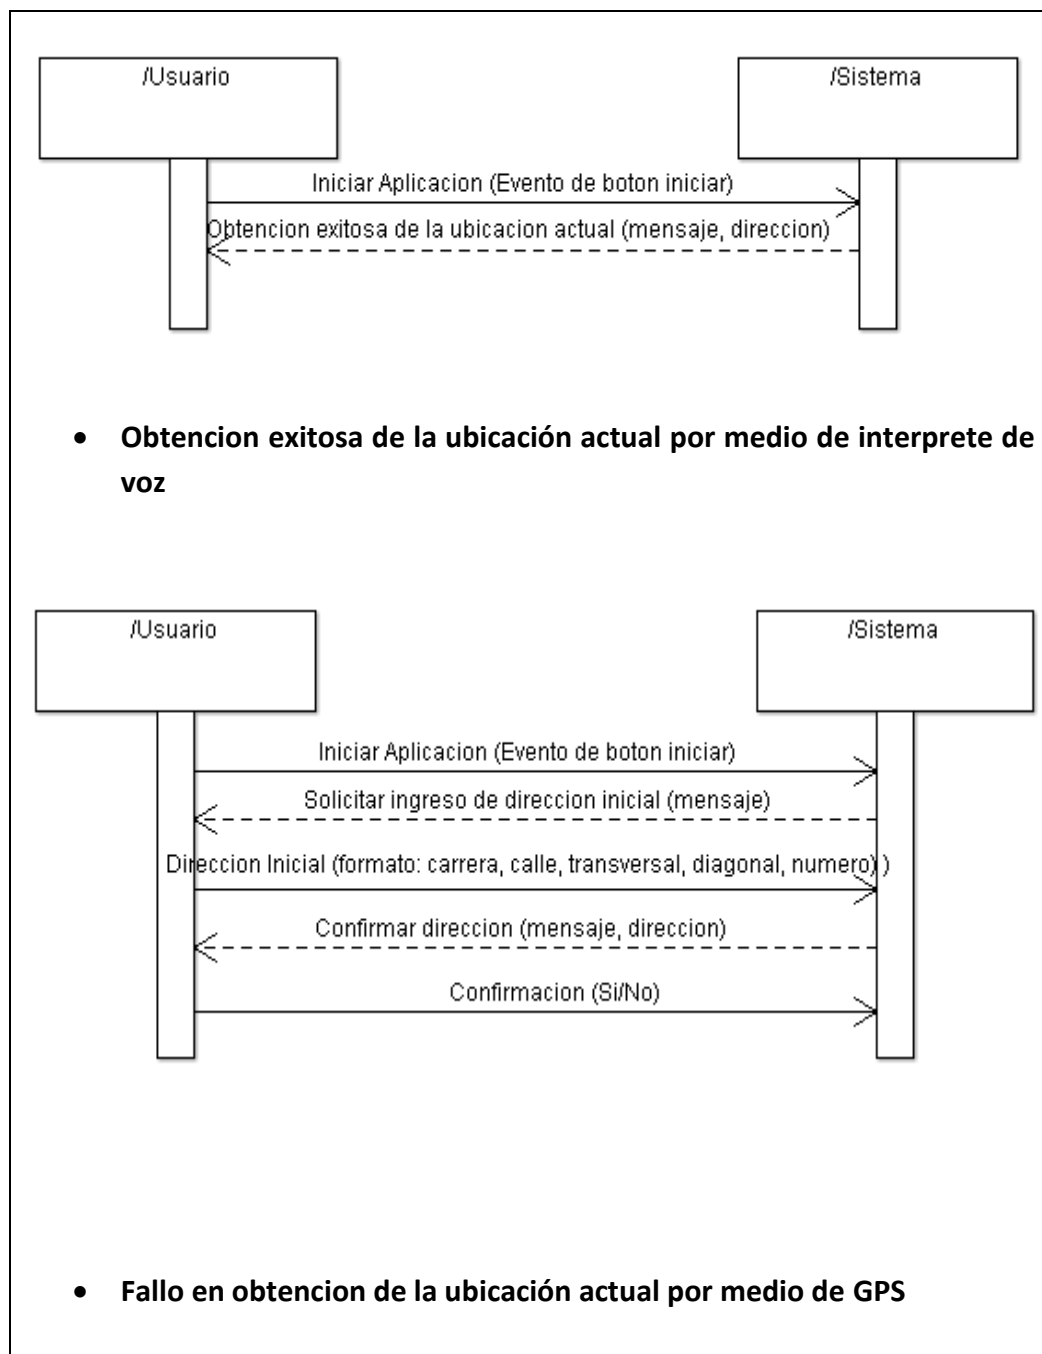 /Usuario
/Sistema
Iniciar Aplicacion (Evento de boton iniciar)
Obtencion exitosa de la ubicacion actual (mensaje, direccion)
• Obtencion exitosa de la ubicación actual por medio de interprete de
voz
/Usuario
/Sistema
Iniciar Aplicacion (Evento de boton iniciar)
Solicitar ingreso de direccion inicial (mensaje)
Direccion Inicial (formato: carrera, calle, transversal, diagonal, numero) )
Confirmar direccion (mensaje, direccion)
Confirmacion (Si/No)
• Fallo en obtencion de la ubicación actual por medio de GPS